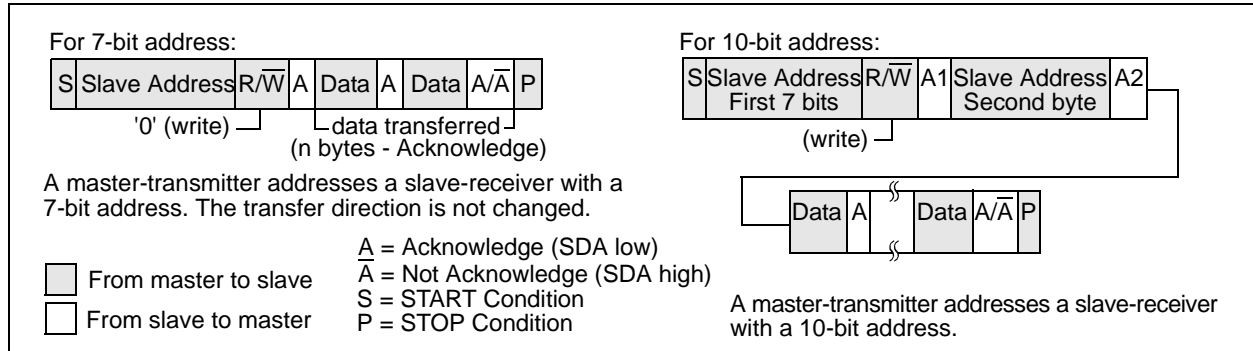 For 7-bit address:
S Slave Address R/W̅ A Data A Data A/A̅ P
'0' (write)
data transferred
(n bytes - Acknowledge)
A master-transmitter addresses a slave-receiver with a
7-bit address. The transfer direction is not changed.
From master to slave
From slave to master
A = Acknowledge (SDA low)
A̅ = Not Acknowledge (SDA high)
S = START Condition
P = STOP Condition
For 10-bit address:
S Slave Address First 7 bits R/W̅ A1 Slave Address Second byte A2
(write)
Data A Data A/A̅ P
A master-transmitter addresses a slave-receiver
with a 10-bit address.